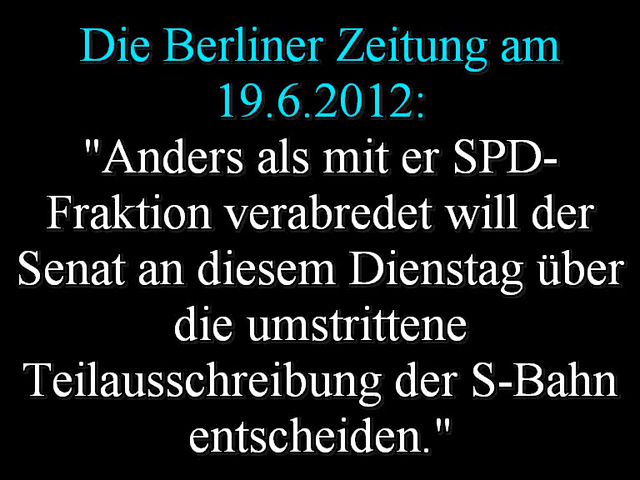 Die Berliner Zeitung am
19.6.2012:
"Anders als mit er SPD-
Fraktion verabredet will der
Senat an diesem Dienstag über
die umstrittene
Teilausschreibung der S-Bahn
entscheiden."